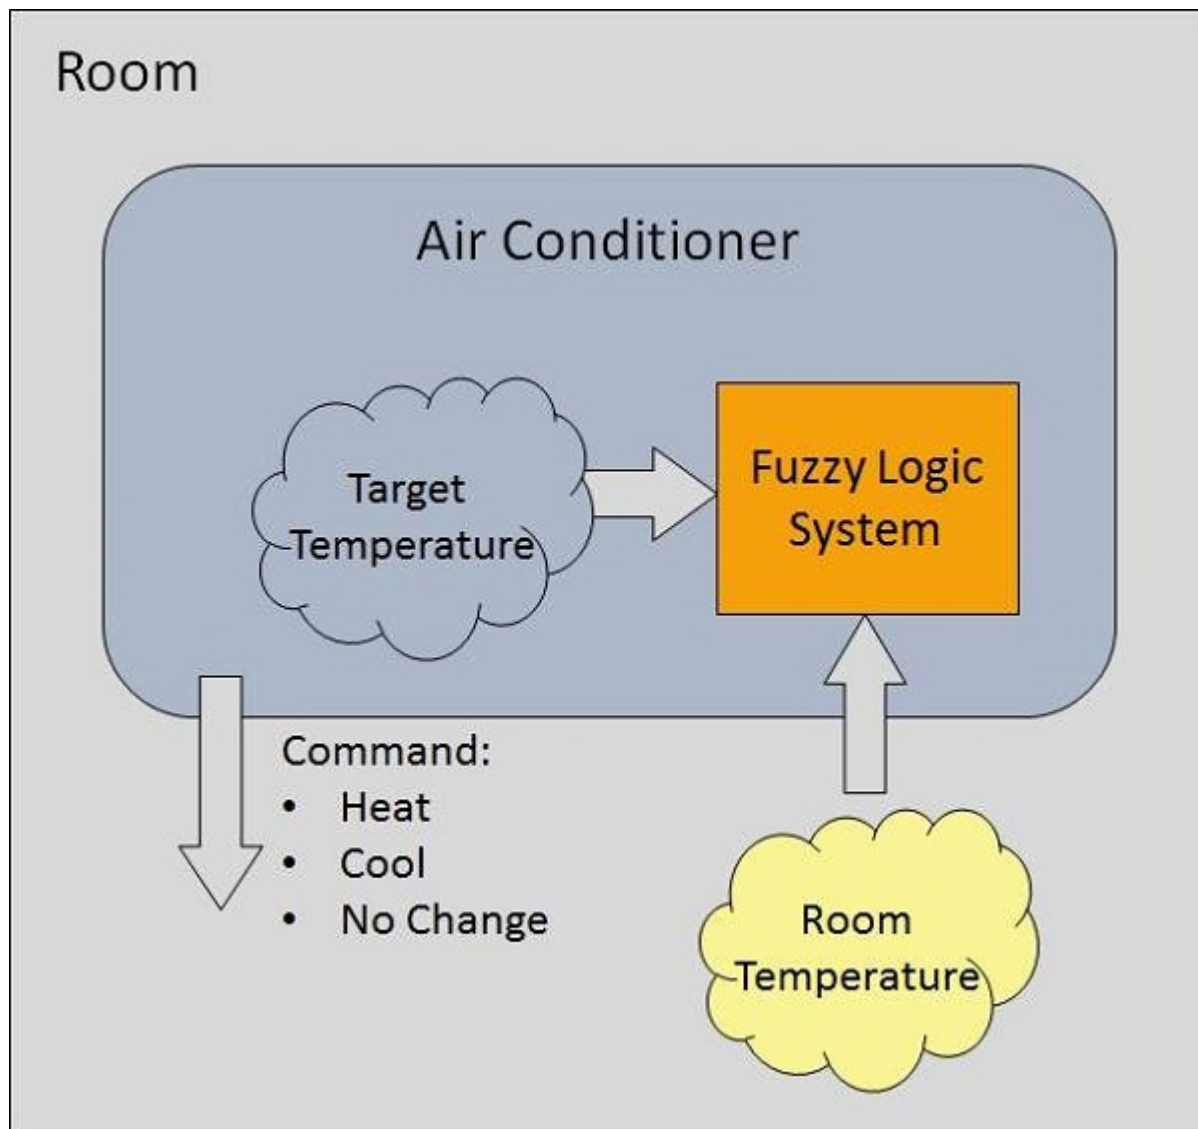 Room
Air Conditioner
Target
Temperature
Fuzzy Logic
System
Command:
• Heat
• Cool
• No Change
Room
Temperature